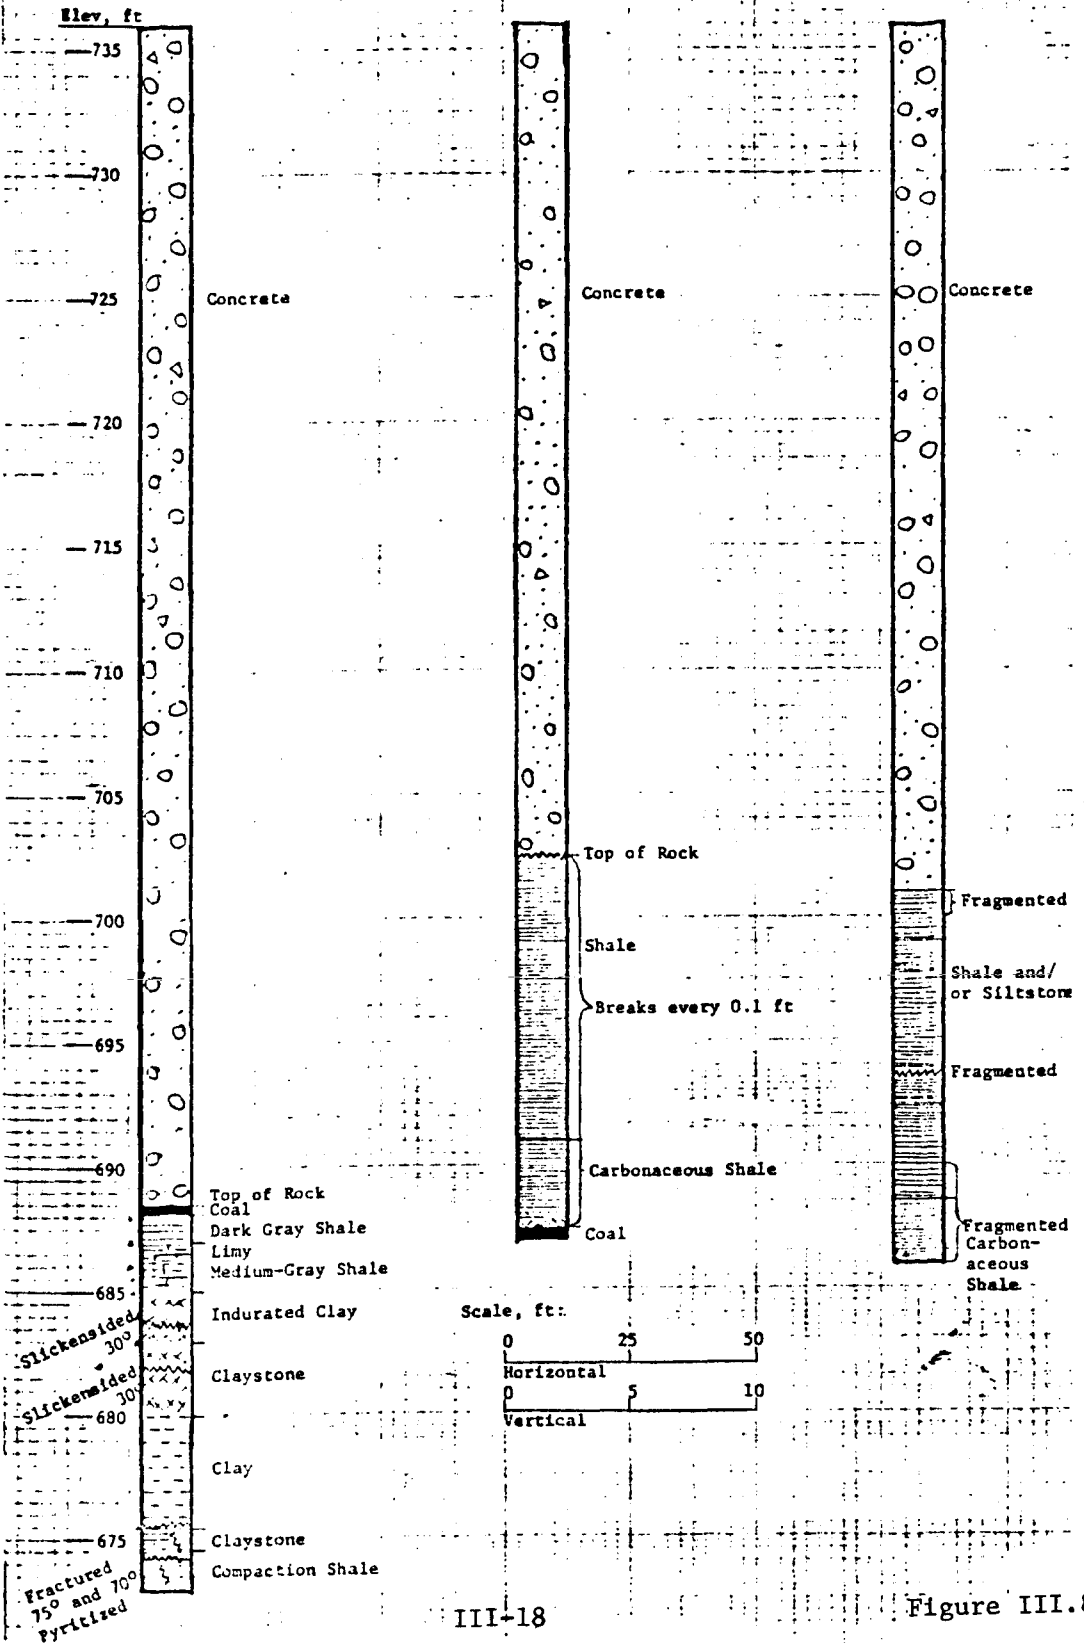 Elev, ft
735
730
725
720
715
710
705
700
695
690
685
680
675
Concrete
Top of Rock
Coal
Dark Gray Shale
Limy
Medium-Gray Shale
Indurated Clay
Claystone
Clay
Claystone
Compaction Shale
Slickensided
30°
Slickensided
30°
Fractured
75° and 70°
Pyritized
Concrete
Top of Rock
Shale
Breaks every 0.1 ft
Carbonaceous Shale
Coal
Concrete
Fragmented
Shale and/
or Siltstone
Fragmented
Fragmented
Carbon-
aceous
Shale
Scale, ft:
0 25 50
Horizontal
0 5 10
Vertical
III-18
Figure III.8